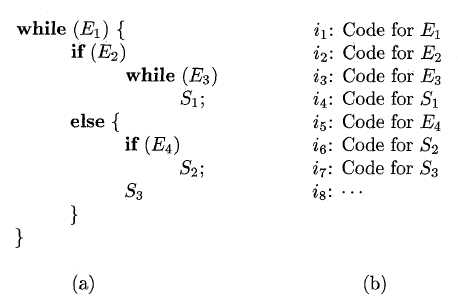 while (E1) {
if (E2)
while (E3)
S1;
else {
if (E4)
S2;
S3
}
}
(a)
i1: Code for E1
i2: Code for E2
i3: Code for E3
i4: Code for S1
i5: Code for E4
i6: Code for S2
i7: Code for S3
i8: ···
(b)